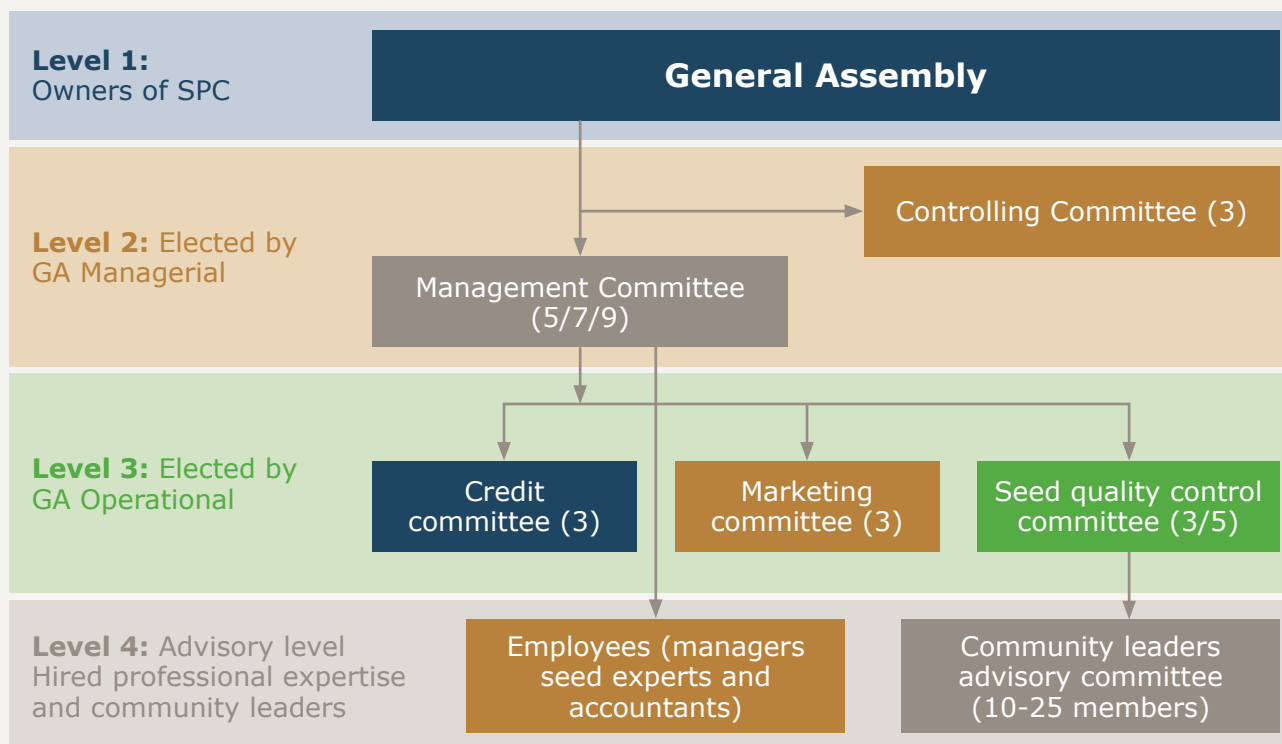 Level 1:
Owners of SPC
General Assembly
Level 2: Elected by
GA Managerial
Controlling Committee (3)
Management Committee
(5/7/9)
Level 3: Elected by
GA Operational
Credit
committee (3)
Marketing
committee (3)
Seed quality control
committee (3/5)
Level 4: Advisory level
Hired professional expertise
and community leaders
Employees (managers
seed experts and
accountants)
Community leaders
advisory committee
(10-25 members)